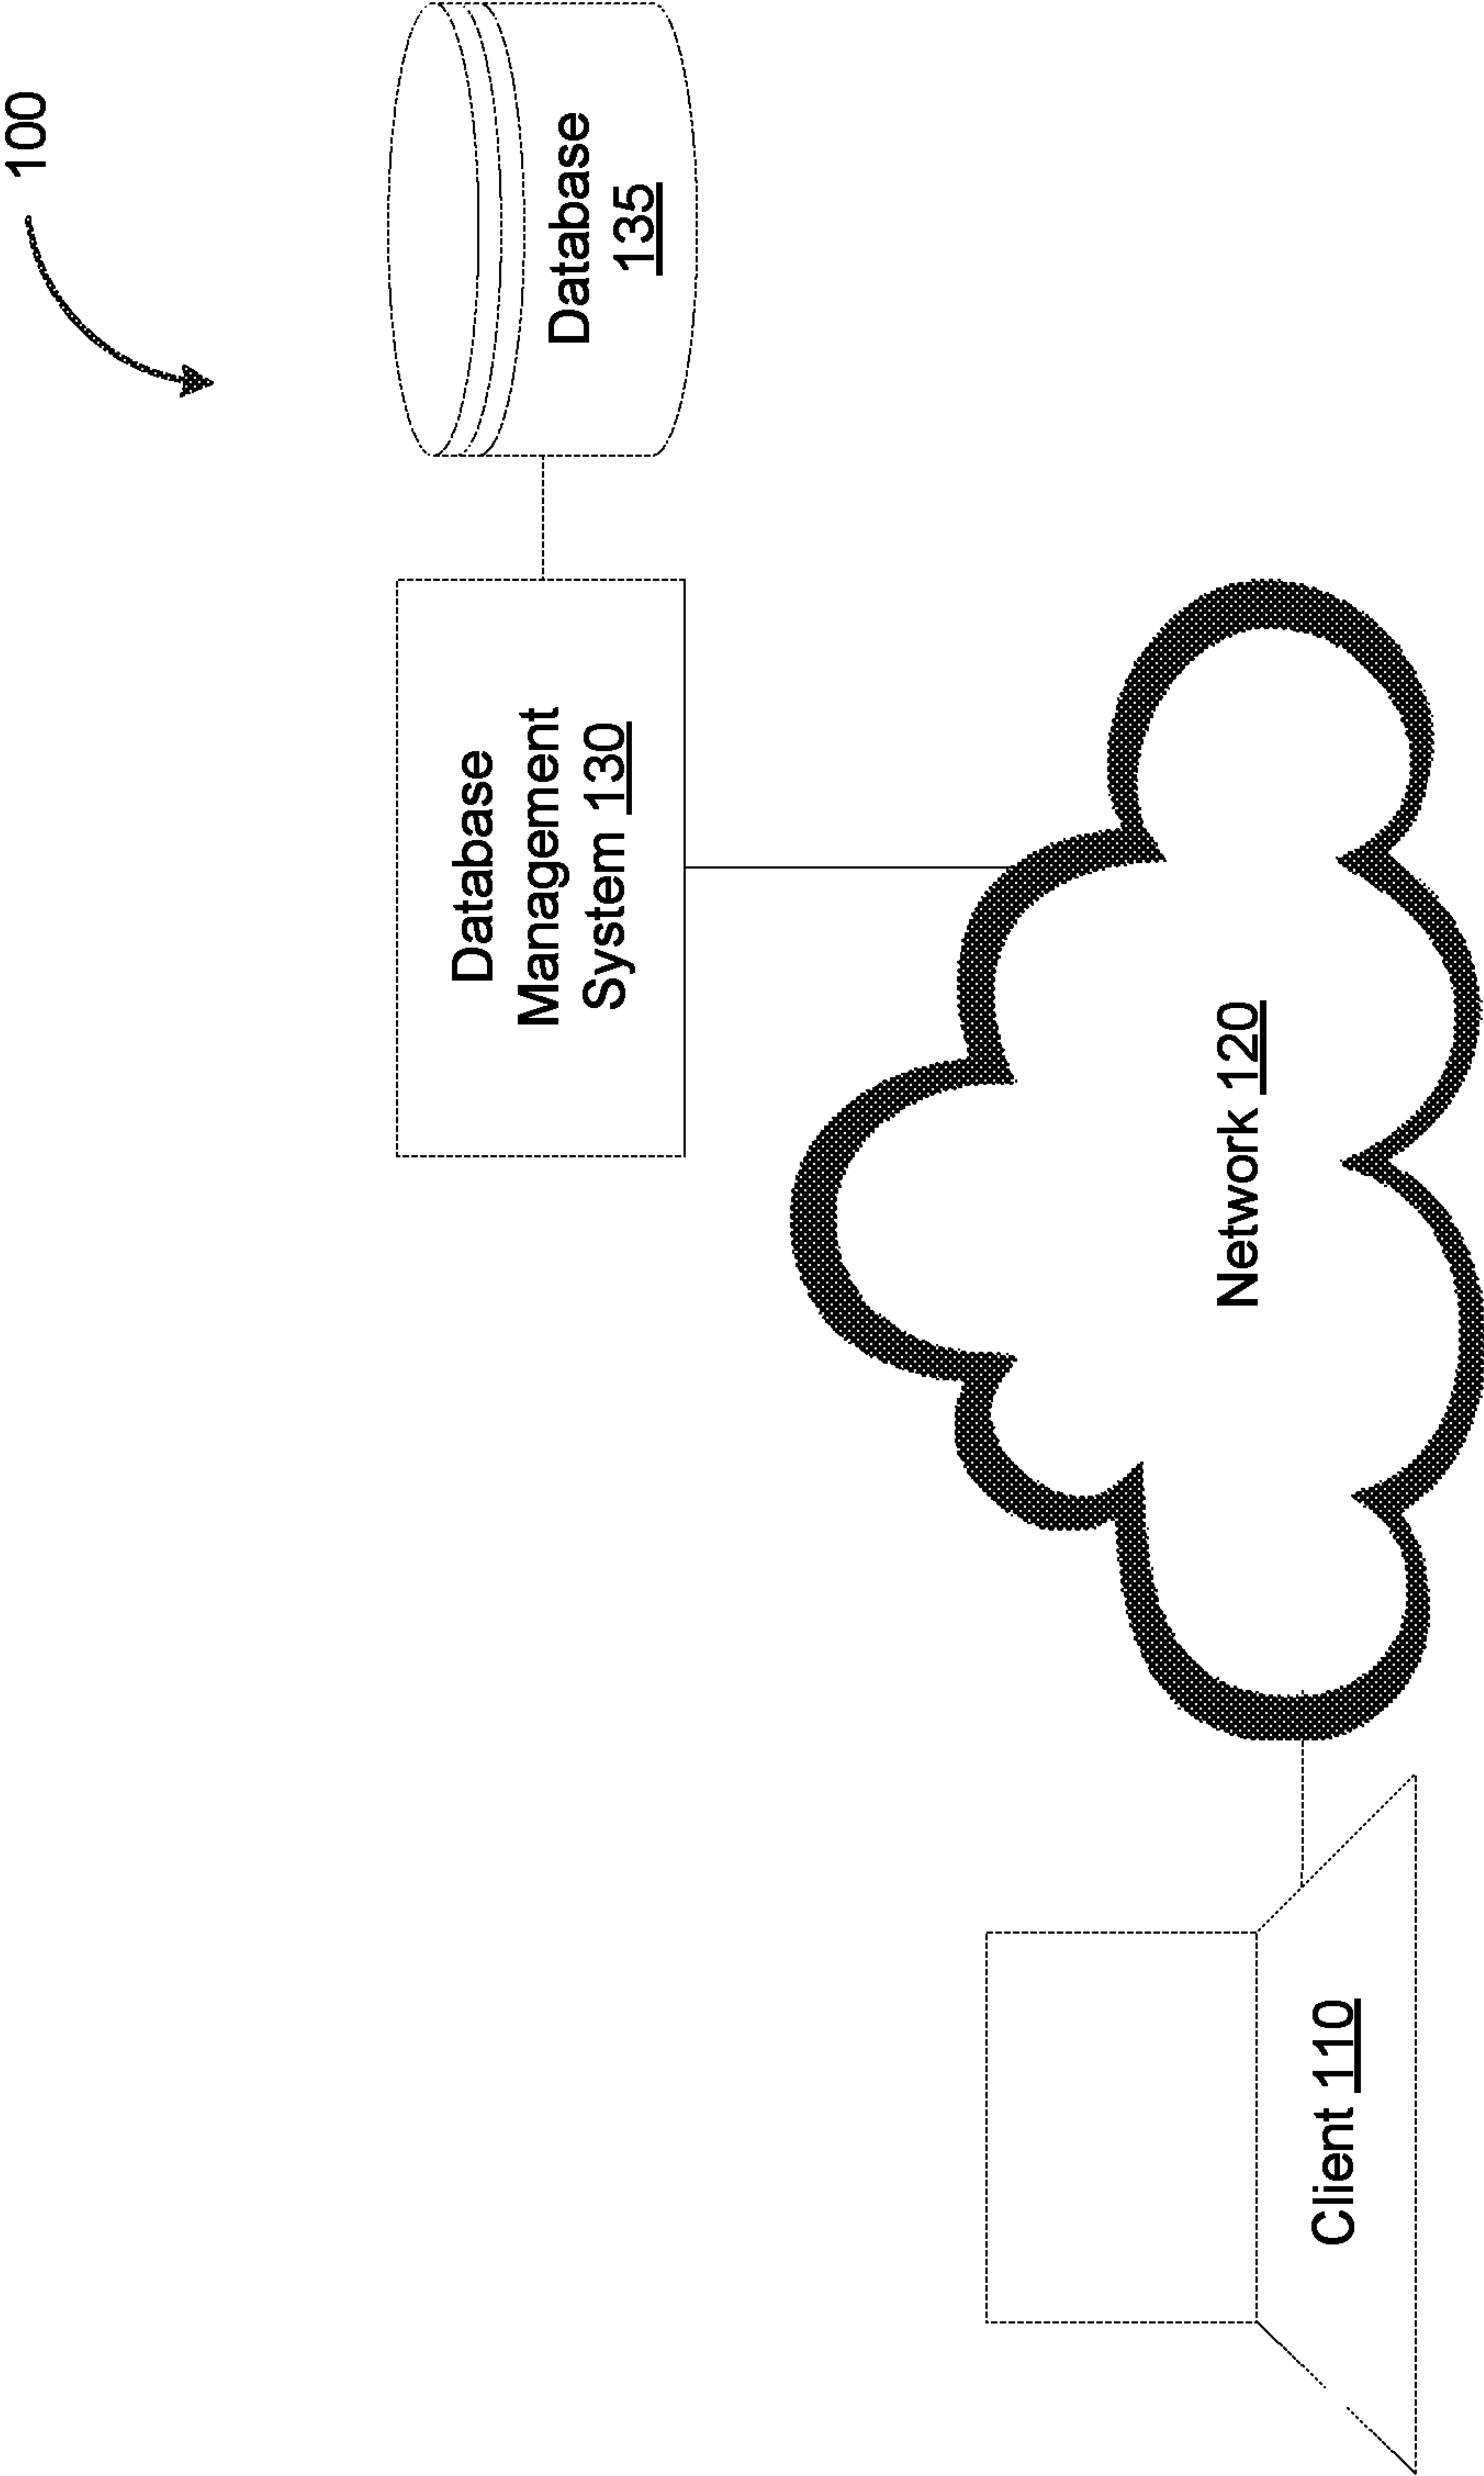 100
Database
135
Database
Management
System 130
Network 120
Client 110